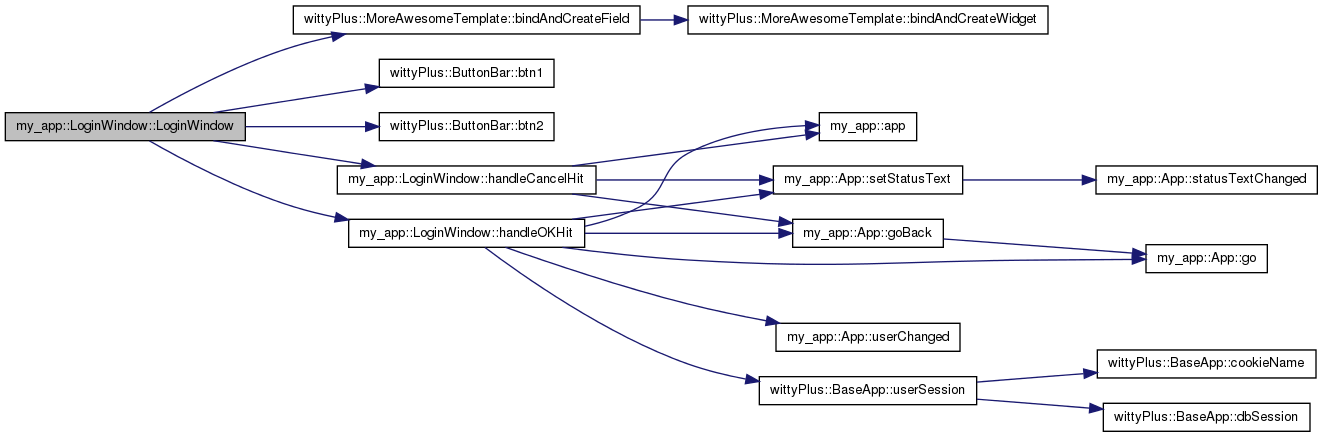 wittyPlus::MoreAwesomeTemplate::bindAndCreateField
wittyPlus::MoreAwesomeTemplate::bindAndCreateWidget
wittyPlus::ButtonBar::btn1
my_app::LoginWindow::LoginWindow
wittyPlus::ButtonBar::btn2
my_app::app
my_app::LoginWindow::handleCancelHit
my_app::App::setStatusText
my_app::App::statusTextChanged
my_app::LoginWindow::handleOKHit
my_app::App::goBack
my_app::App::go
my_app::App::userChanged
wittyPlus::BaseApp::cookieName
wittyPlus::BaseApp::userSession
wittyPlus::BaseApp::dbSession